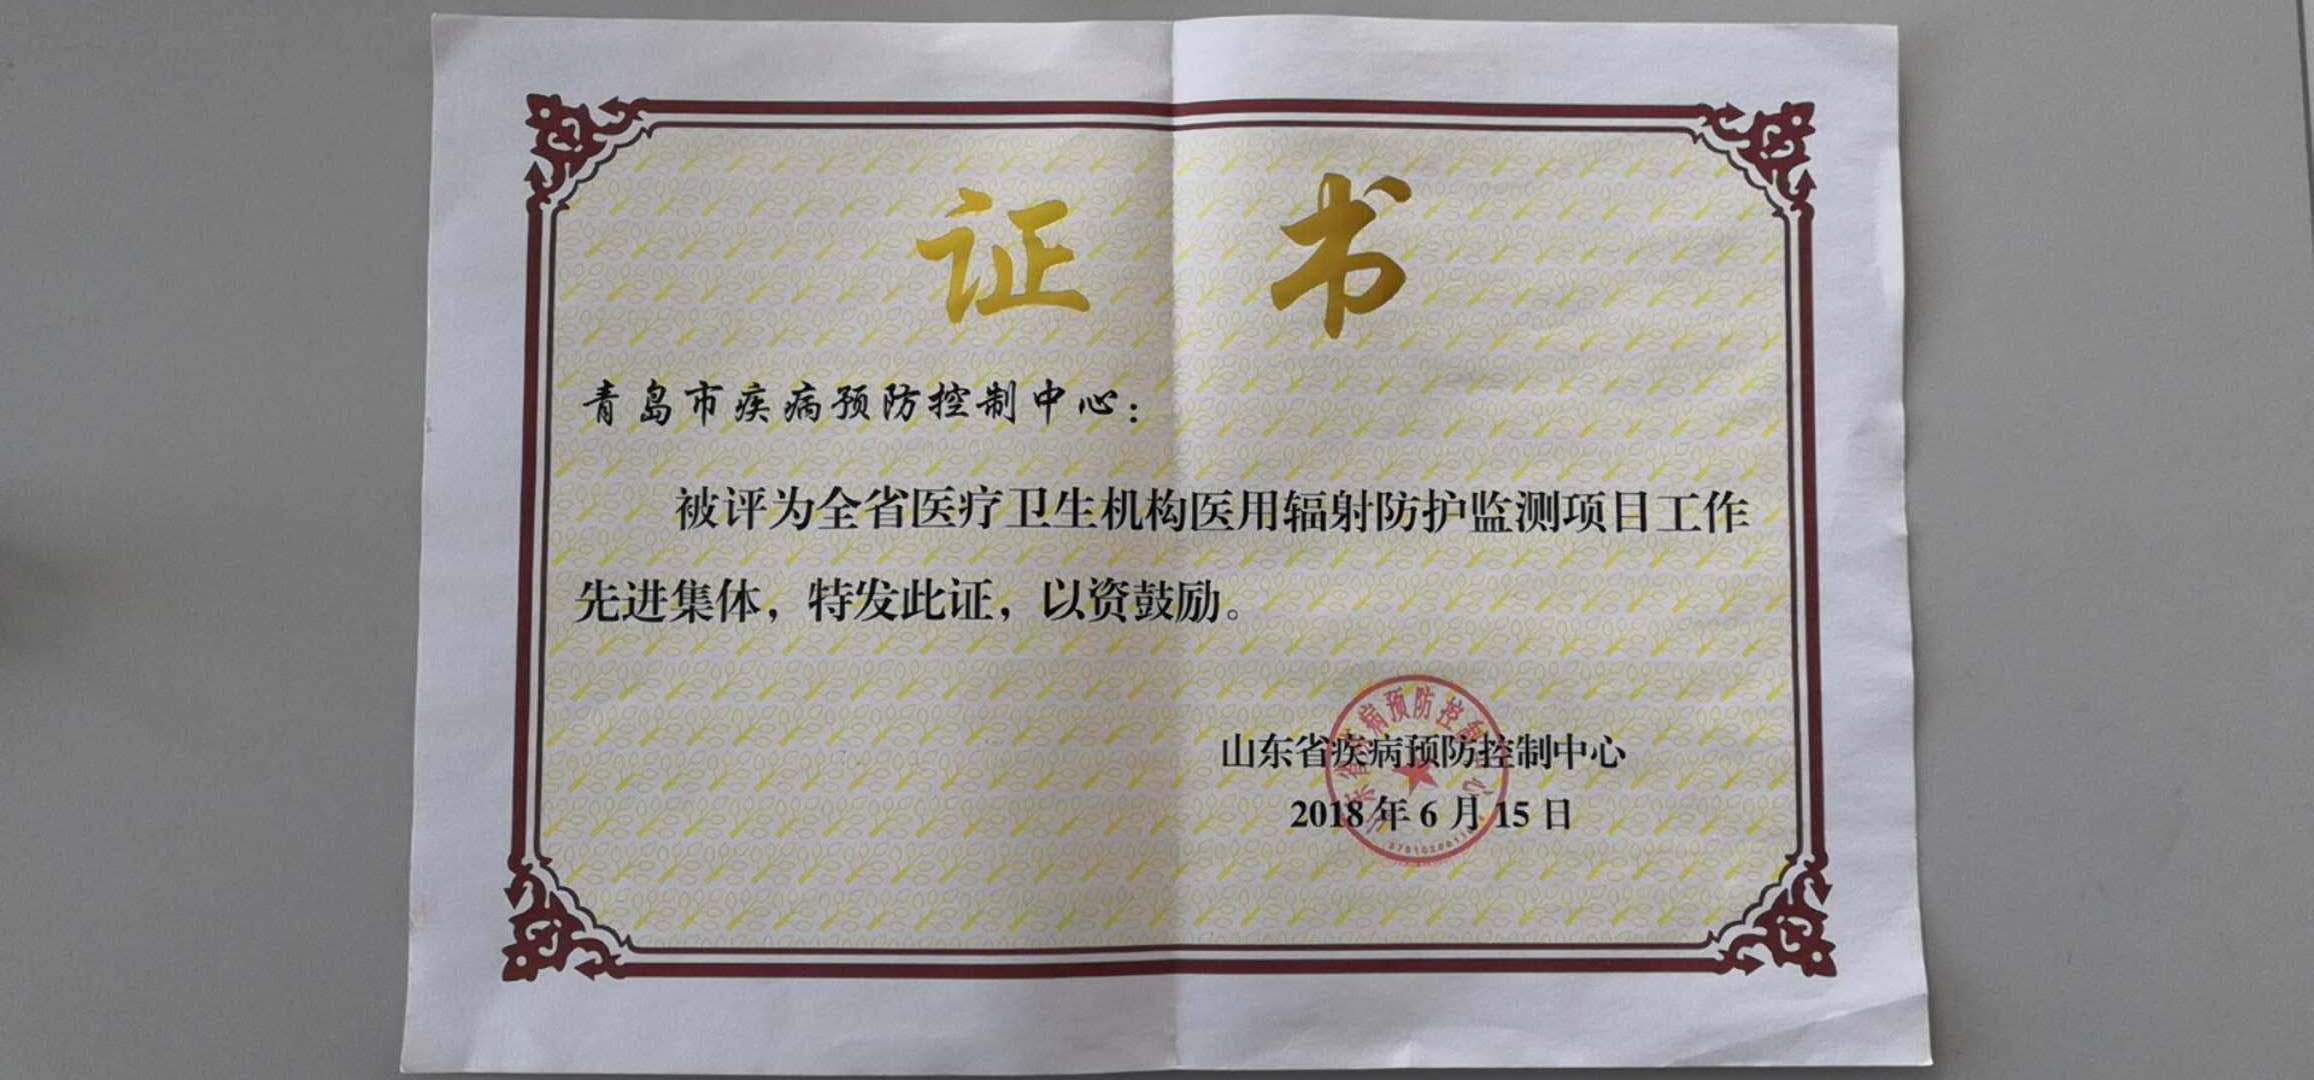 证 书
青岛市疾病预防控制中心：
被评为全省医疗卫生机构医用辐射防护监测项目工作
先进集体，特发此证，以资鼓励。
山东省疾病预防控制中心
2018年6月15日